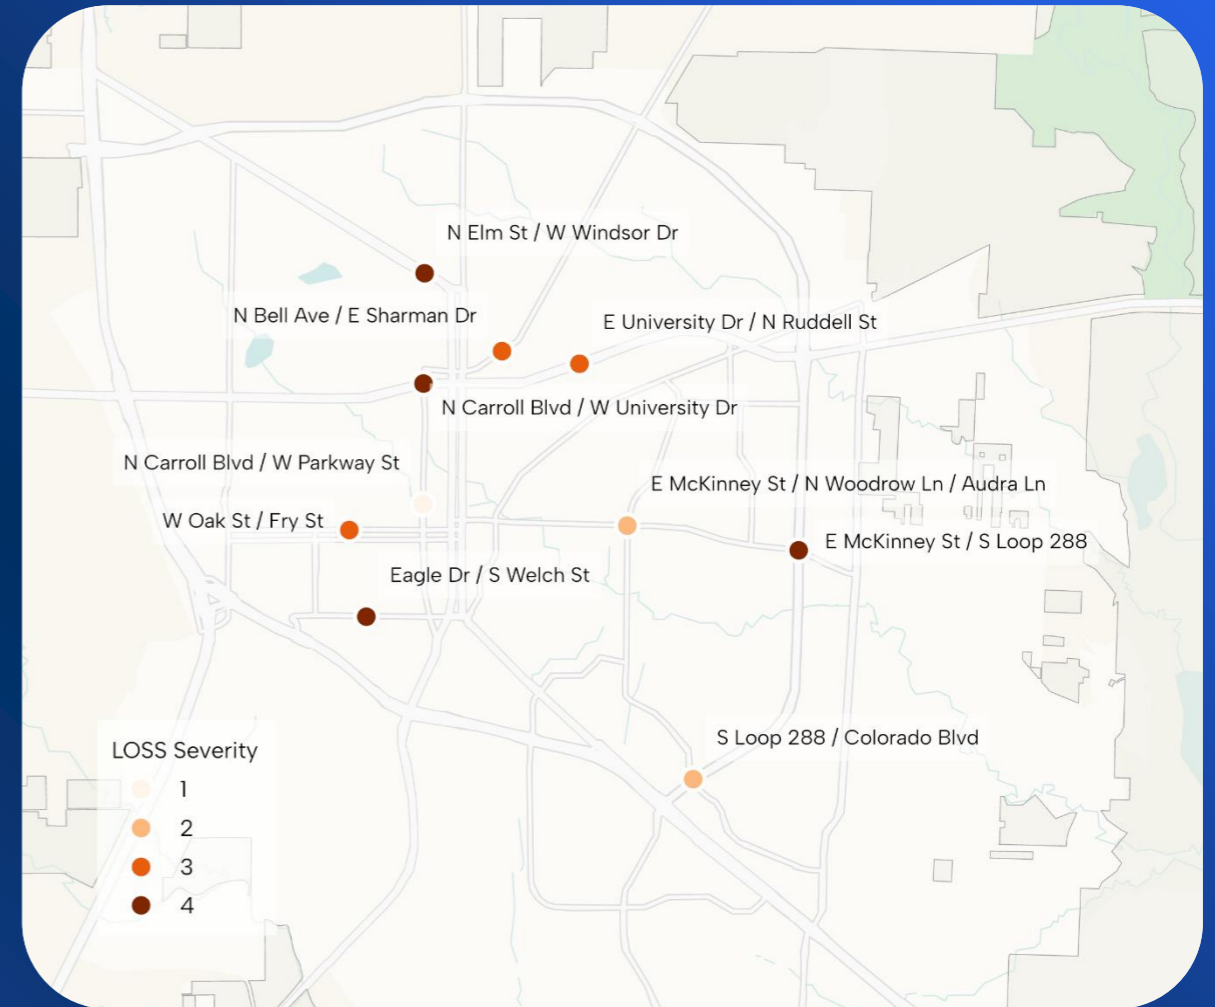 N Elm St / W Windsor Dr
N Bell Ave / E Sharman Dr
E University Dr / N Ruddell St
N Carroll Blvd / W University Dr
N Carroll Blvd / W Parkway St
E McKinney St / N Woodrow Ln / Audra Ln
W Oak St / Fry St
E McKinney St / S Loop 288
Eagle Dr / S Welch St
S Loop 288 / Colorado Blvd
LOSS Severity
1
2
3
4